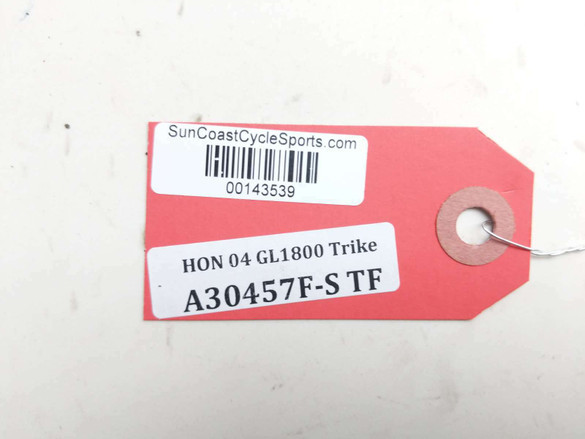 SunCoastCycleSports.com
00143539
HON 04 GL1800 Trike
A30457F-S TF